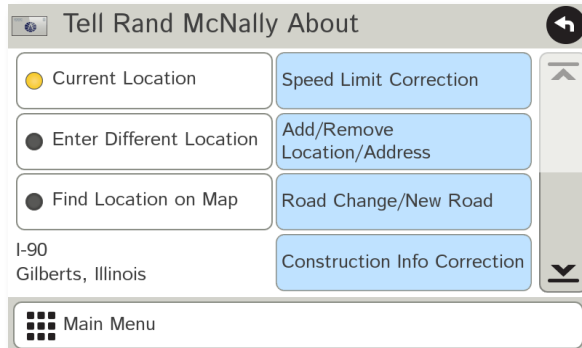 Tell Rand McNally About
Current Location
Speed Limit Correction
Enter Different Location
Add/Remove
Location/Address
Find Location on Map
Road Change/New Road
I-90
Gilberts, Illinois
Construction Info Correction
Main Menu